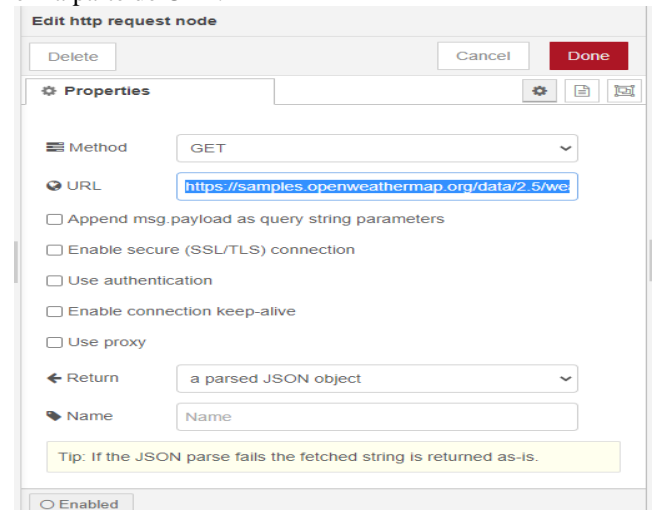 Edit http request node
Delete
Cancel
Done
Properties
Method
GET
URL
https://samples.openweathermap.org/data/2.5/we
Append msg.payload as query string parameters
Enable secure (SSL/TLS) connection
Use authentication
Enable connection keep-alive
Use proxy
Return
a parsed JSON object
Name
Name
Tip: If the JSON parse fails the fetched string is returned as-is.
Enabled